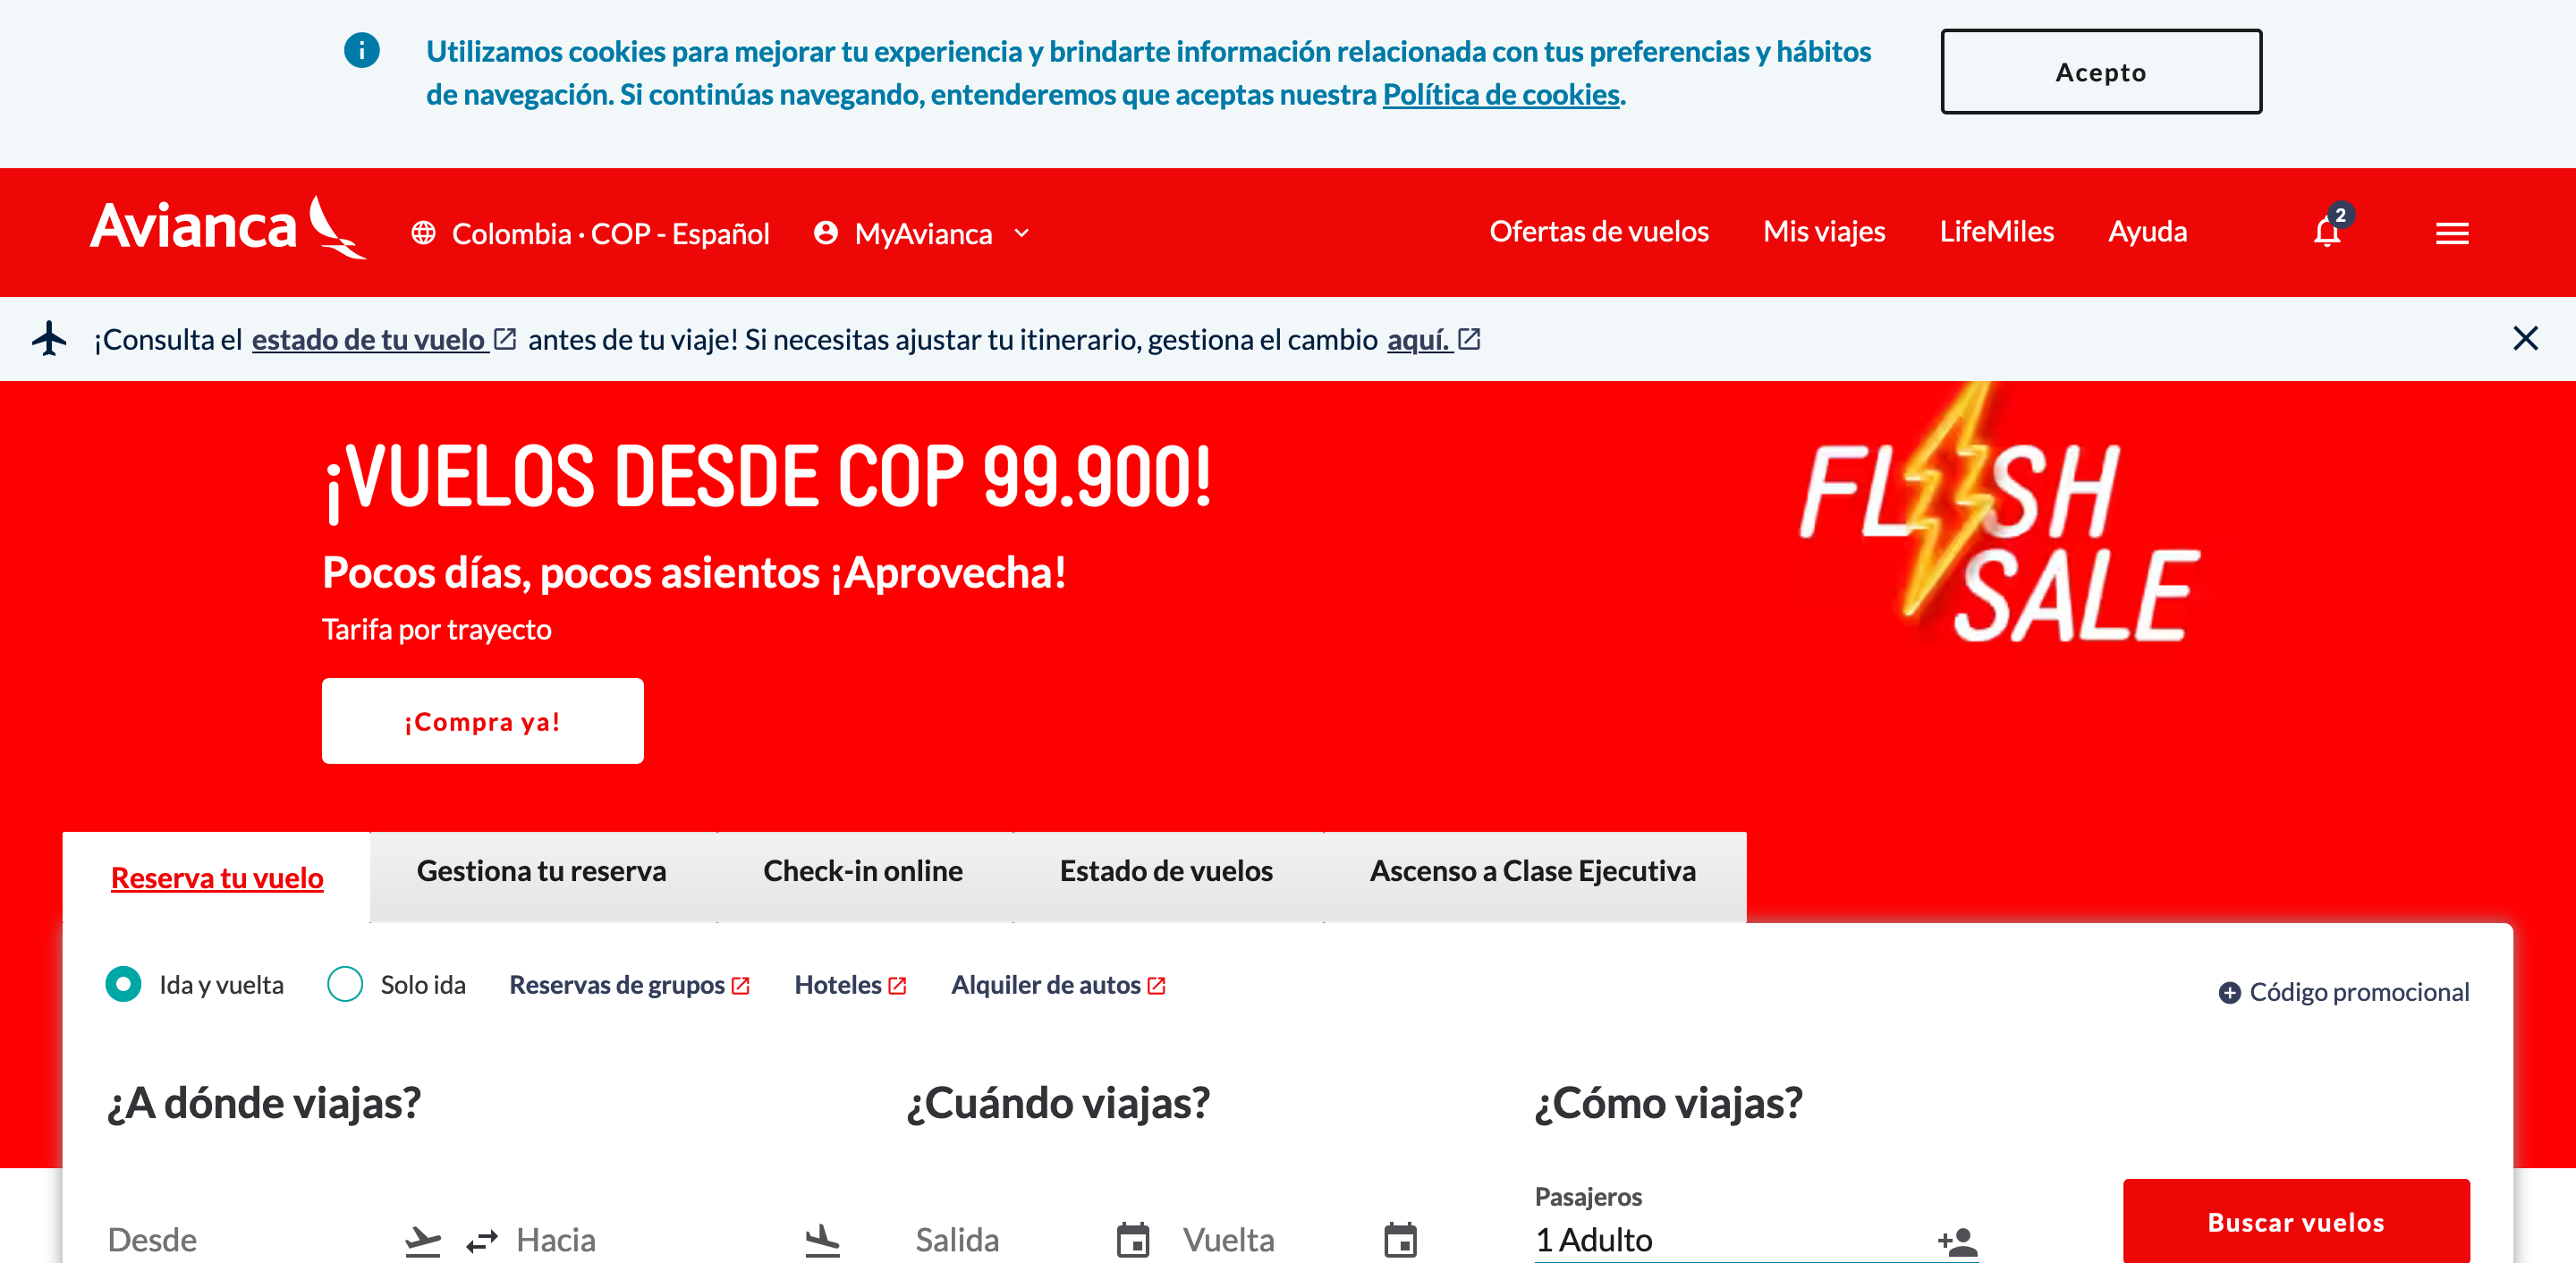 Utilizamos cookies para mejorar tu experiencia y brindarte información relacionada con tus preferencias y hábitos
de navegación. Si continúas navegando, entenderemos que aceptas nuestra Política de cookies.
Acepto
Avianca
Colombia · COP - Español
MyAvianca
Ofertas de vuelos
Mis viajes
LifeMiles
Ayuda
2
¡Consulta el estado de tu vuelo antes de tu viaje! Si necesitas ajustar tu itinerario, gestiona el cambio aquí.
¡VUELOS DESDE COP 99.900!
Pocos días, pocos asientos ¡Aprovecha!
Tarifa por trayecto
¡Compra ya!
FLASH
SALE
Reserva tu vuelo
Gestiona tu reserva
Check-in online
Estado de vuelos
Ascenso a Clase Ejecutiva
Ida y vuelta
Solo ida
Reservas de grupos
Hoteles
Alquiler de autos
Código promocional
¿A dónde viajas?
¿Cuándo viajas?
¿Cómo viajas?
Desde
Hacia
Salida
Vuelta
Pasajeros
1 Adulto
Buscar vuelos